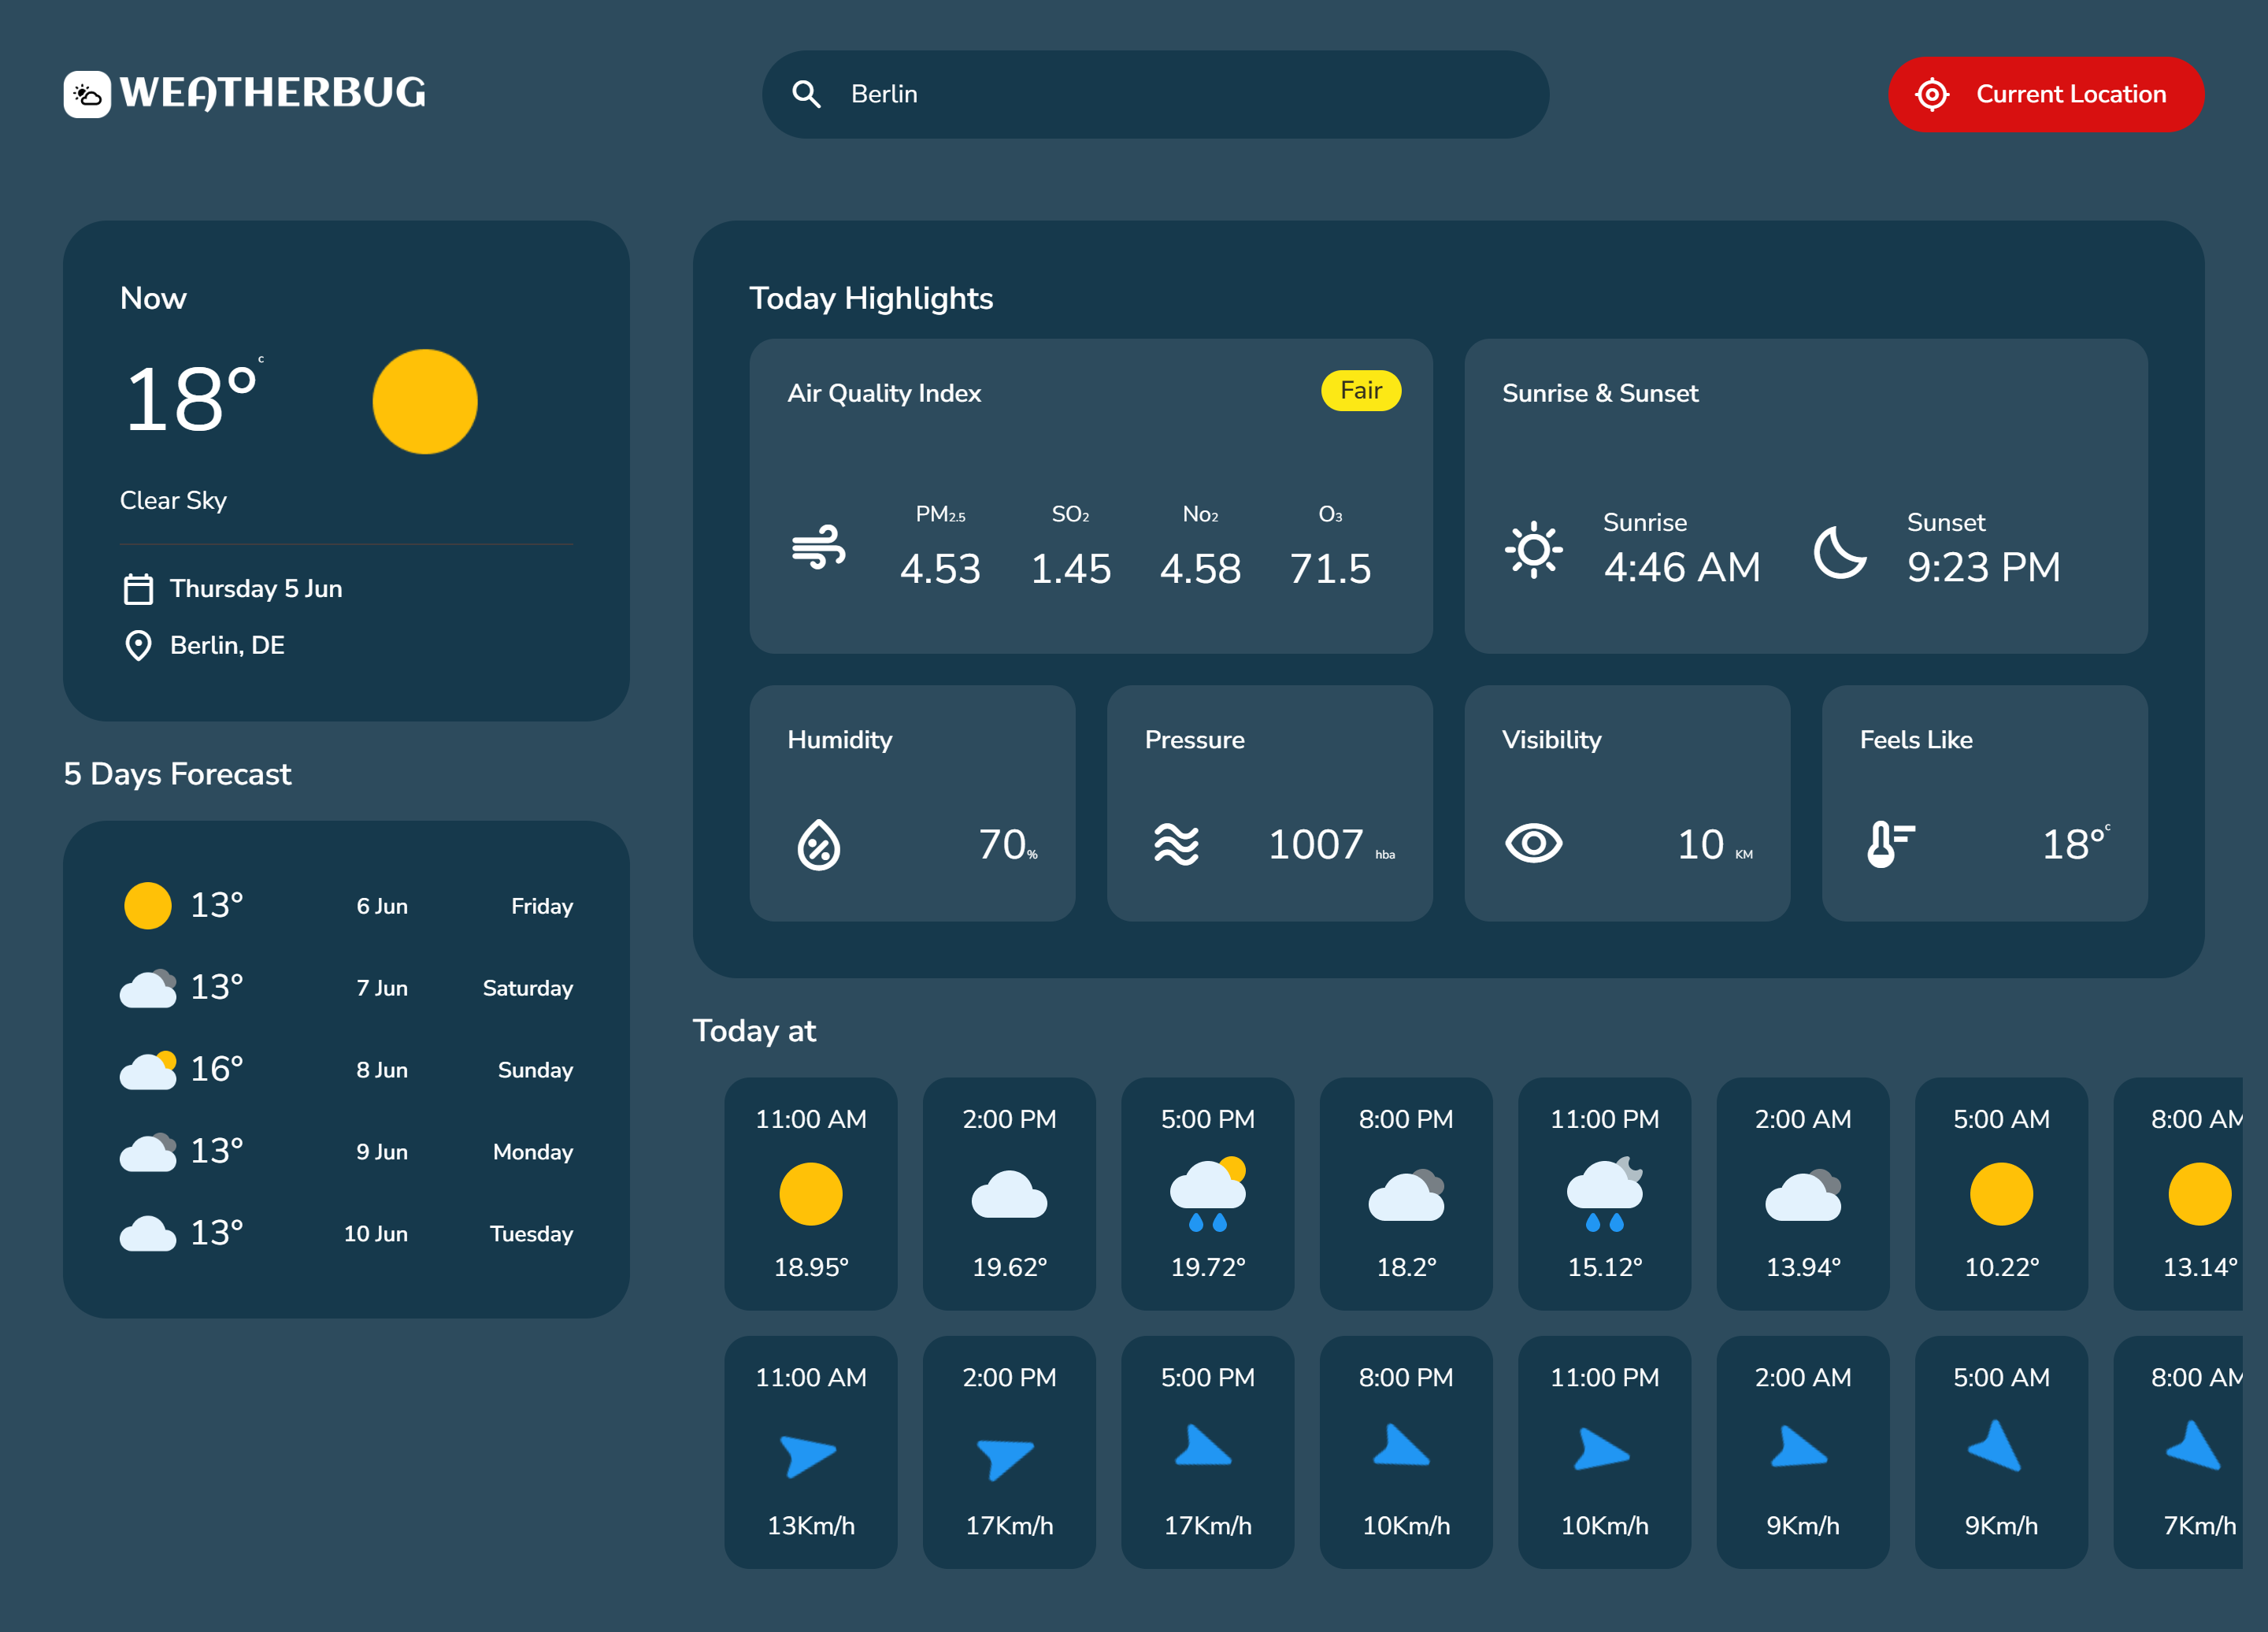 WEATHERBUG
Berlin
Current Location
Now
18°c
Clear Sky
Thursday 5 Jun
Berlin, DE
5 Days Forecast
13° 6 Jun Friday
13° 7 Jun Saturday
16° 8 Jun Sunday
13° 9 Jun Monday
13° 10 Jun Tuesday
Today Highlights
Air Quality Index Fair
PM2.5 SO2 No2 O3
4.53 1.45 4.58 71.5
Sunrise & Sunset
Sunrise Sunset
4:46 AM 9:23 PM
Humidity
70%
Pressure
1007 hba
Visibility
10 KM
Feels Like
18°c
Today at
11:00 AM 2:00 PM 5:00 PM 8:00 PM 11:00 PM 2:00 AM 5:00 AM 8:00 AM
18.95° 19.62° 19.72° 18.2° 15.12° 13.94° 10.22° 13.14°
11:00 AM 2:00 PM 5:00 PM 8:00 PM 11:00 PM 2:00 AM 5:00 AM 8:00 AM
13Km/h 17Km/h 17Km/h 10Km/h 10Km/h 9Km/h 9Km/h 7Km/h